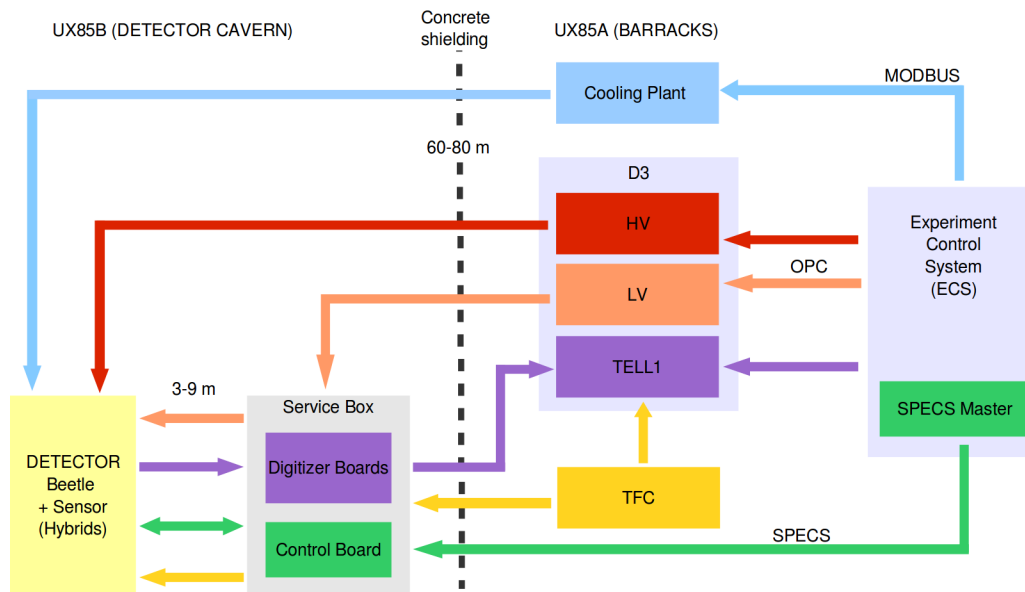 UX85B (DETECTOR CAVERN)
Concrete
shielding
UX85A (BARRACKS)
MODBUS
Cooling Plant
60-80 m
D3
HV
Experiment
Control
System
(ECS)
OPC
LV
TELL1
3-9 m
Service Box
SPECS Master
DETECTOR
Beetle
+ Sensor
(Hybrids)
Digitizer Boards
TFC
Control Board
SPECS